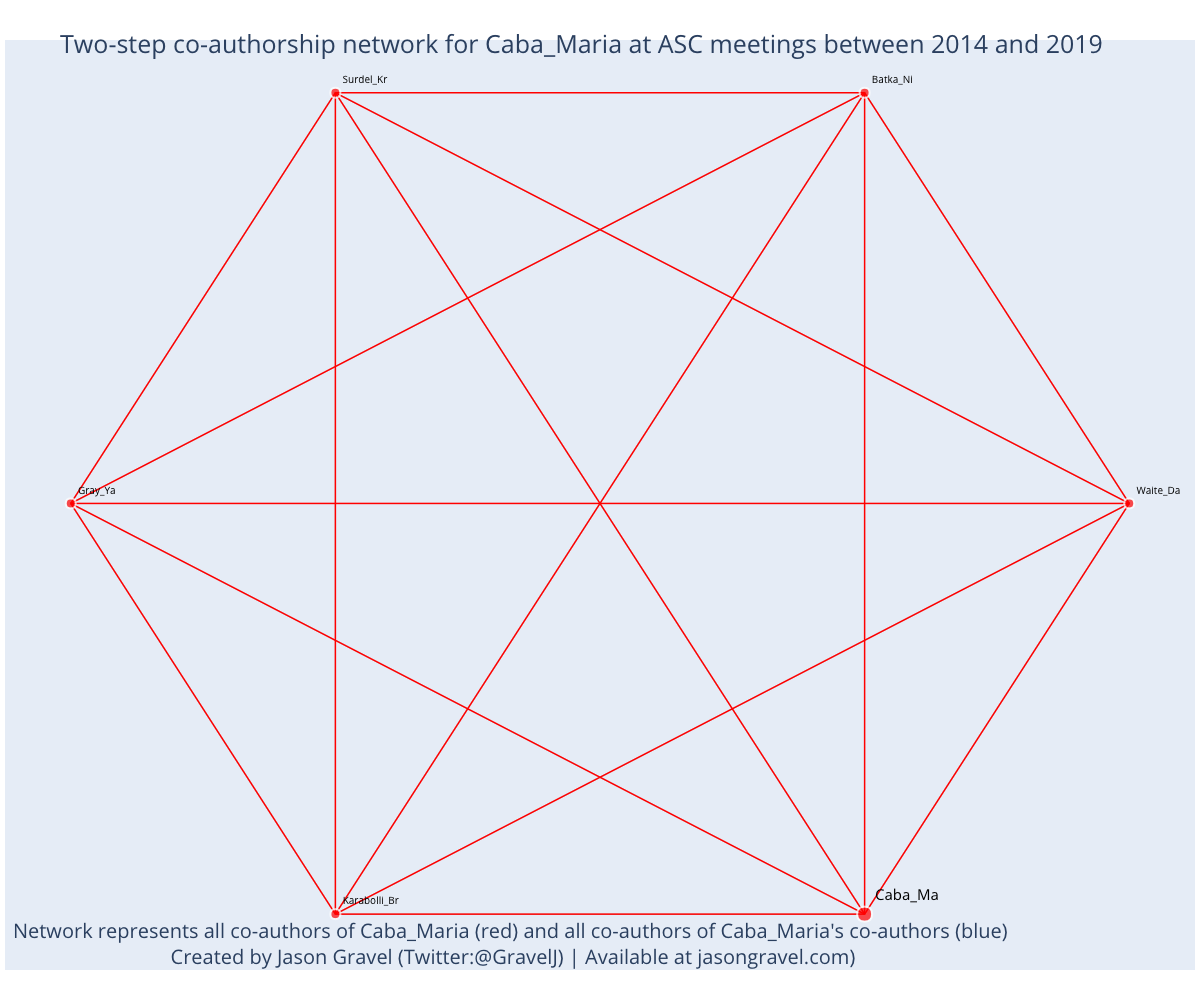 Two-step co-authorship network for Caba_Maria at ASC meetings between 2014 and 2019
Surdel_Kr
Batka_Ni
Gray_Ya
Waite_Da
Karabolli_Br
Caba_Ma
Network represents all co-authors of Caba_Maria (red) and all co-authors of Caba_Maria's co-authors (blue)
Created by Jason Gravel (Twitter:@GravelJ) | Available at jasongravel.com)